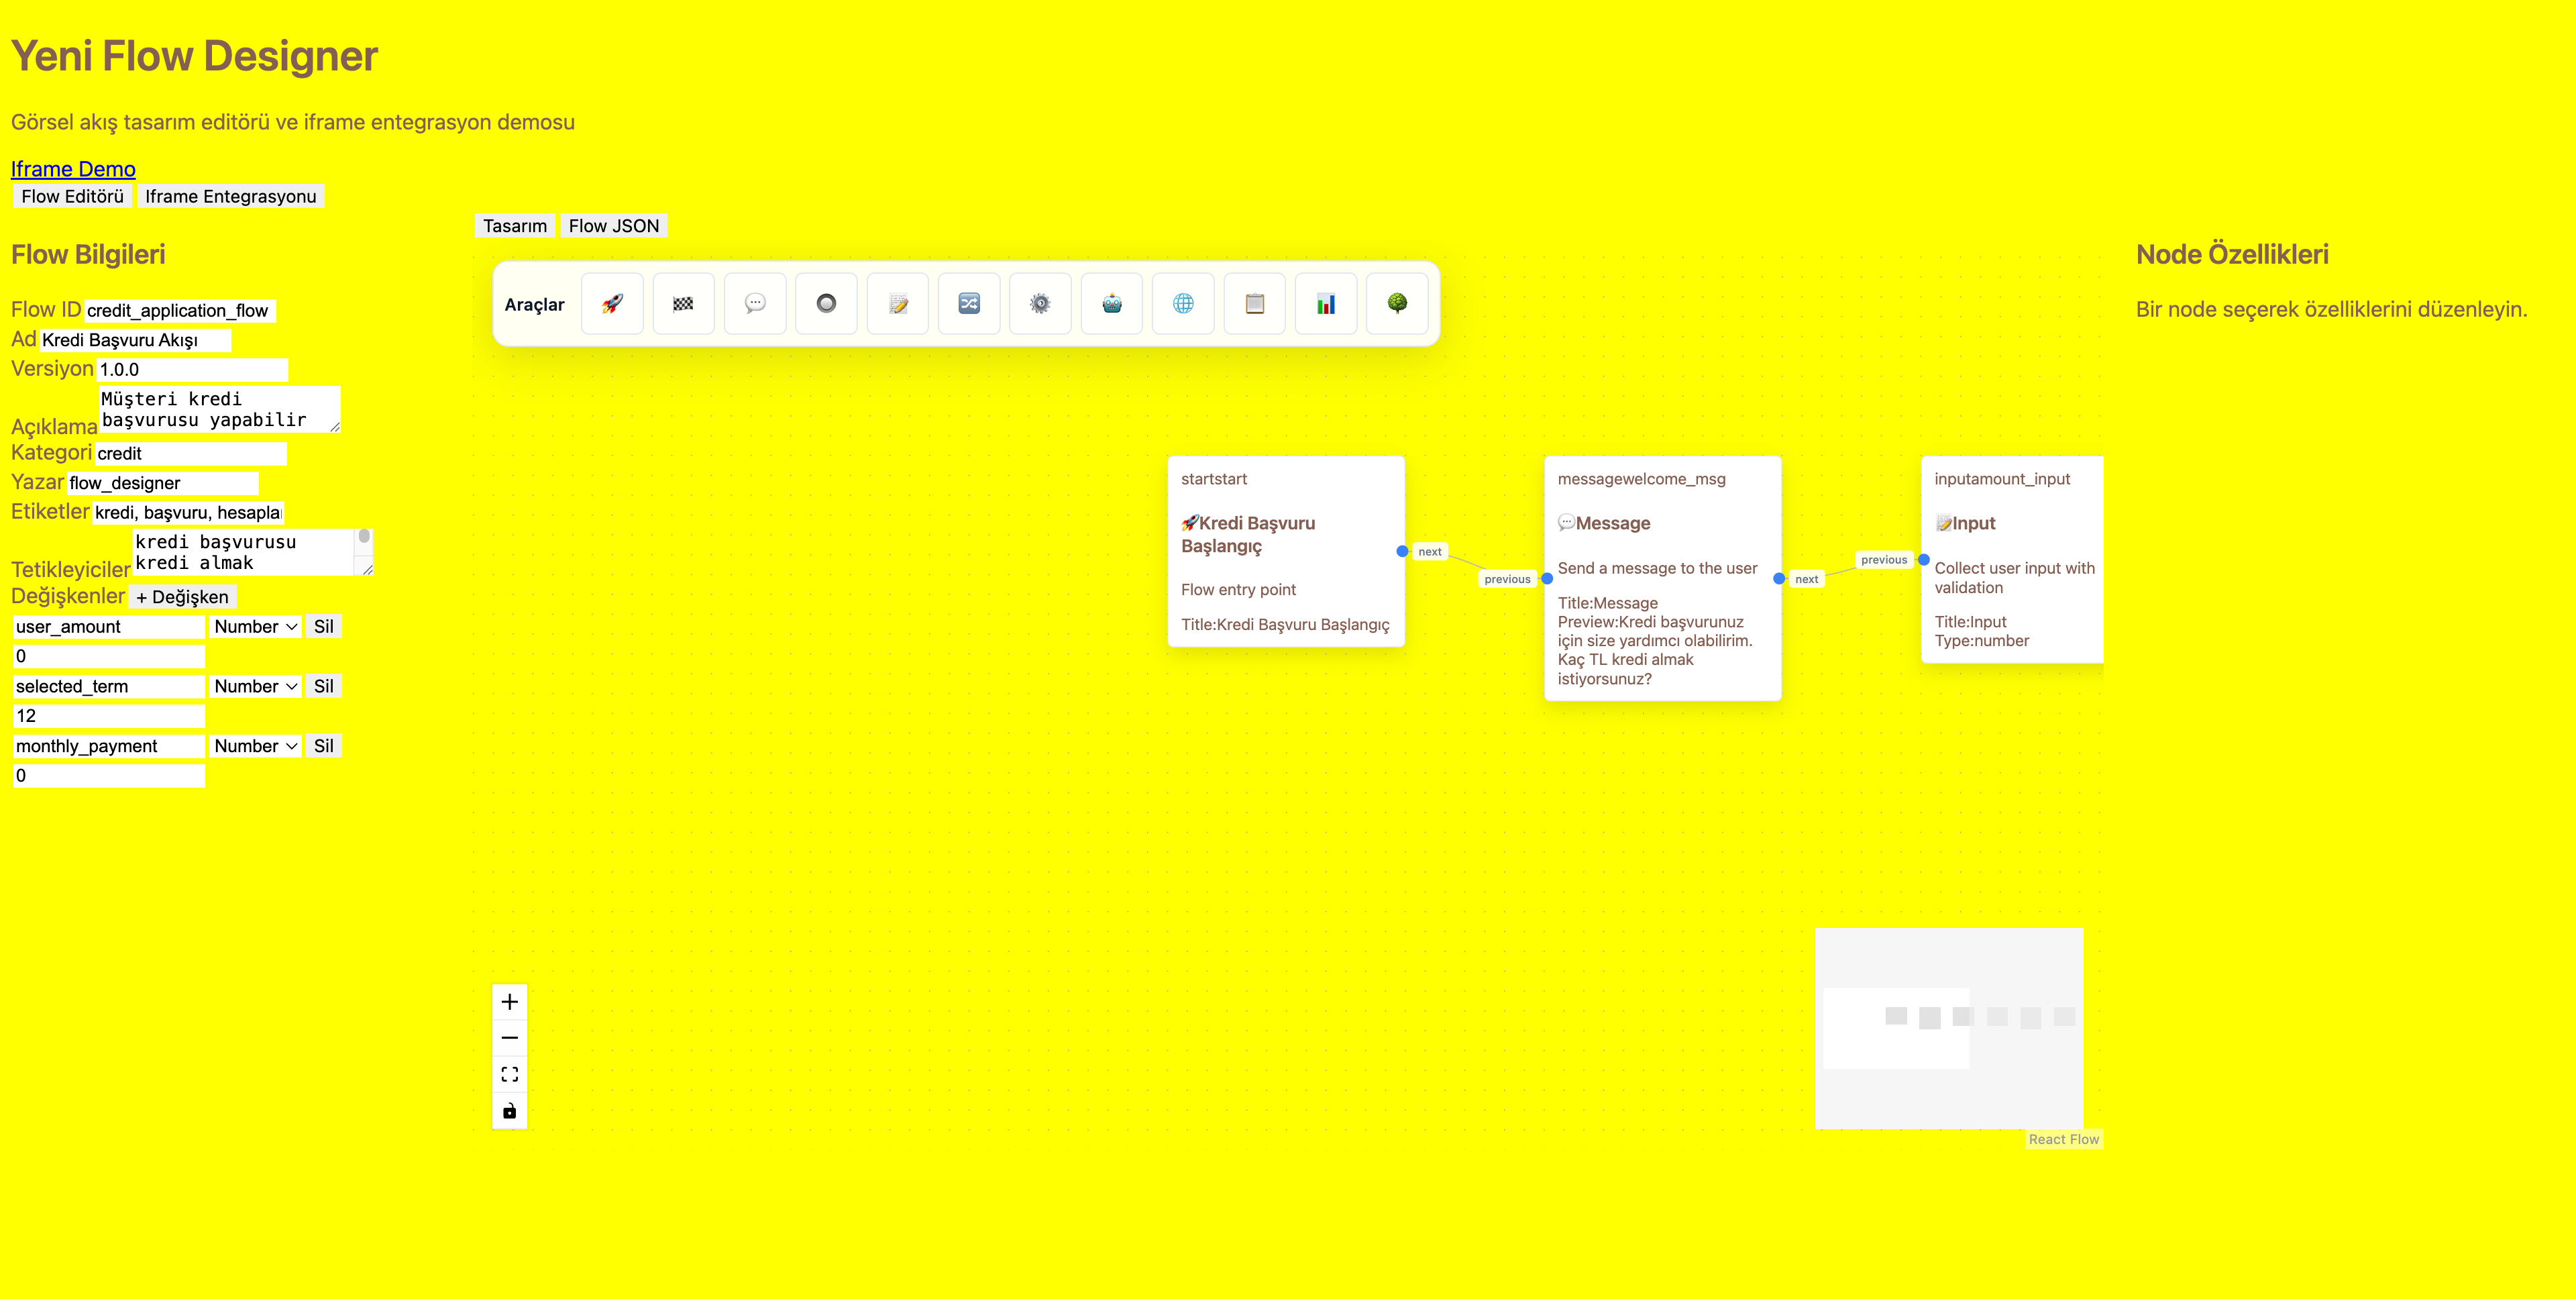 Yeni Flow Designer
Görsel akış tasarım editörü ve iframe entegrasyon demosu
Iframe Demo
Flow Editörü Iframe Entegrasyonu
Flow Bilgileri
Flow ID credit_application_flow
Ad Kredi Başvuru Akışı
Versiyon 1.0.0
Açıklama Müşteri kredi
başvurusu yapabilir
Kategori credit
Yazar flow_designer
Etiketler kredi, başvuru, hesapla
Tetikleyiciler kredi başvurusu
kredi almak
Değişkenler + Değişken
user_amount Number Sil
0
selected_term Number Sil
12
monthly_payment Number Sil
0
Tasarım Flow JSON
Araçlar
startstart
Kredi Başvuru
Başlangıç
Flow entry point
Title:Kredi Başvuru Başlangıç
next
previous
messagewelcome_msg
Message
Send a message to the user
Title:Message
Preview:Kredi başvurunuz
için size yardımcı olabilirim.
Kaç TL kredi almak
istiyorsunuz?
next
previous
inputamount_input
Input
Collect user input with
validation
Title:Input
Type:number
React Flow
Node Özellikleri
Bir node seçerek özelliklerini düzenleyin.